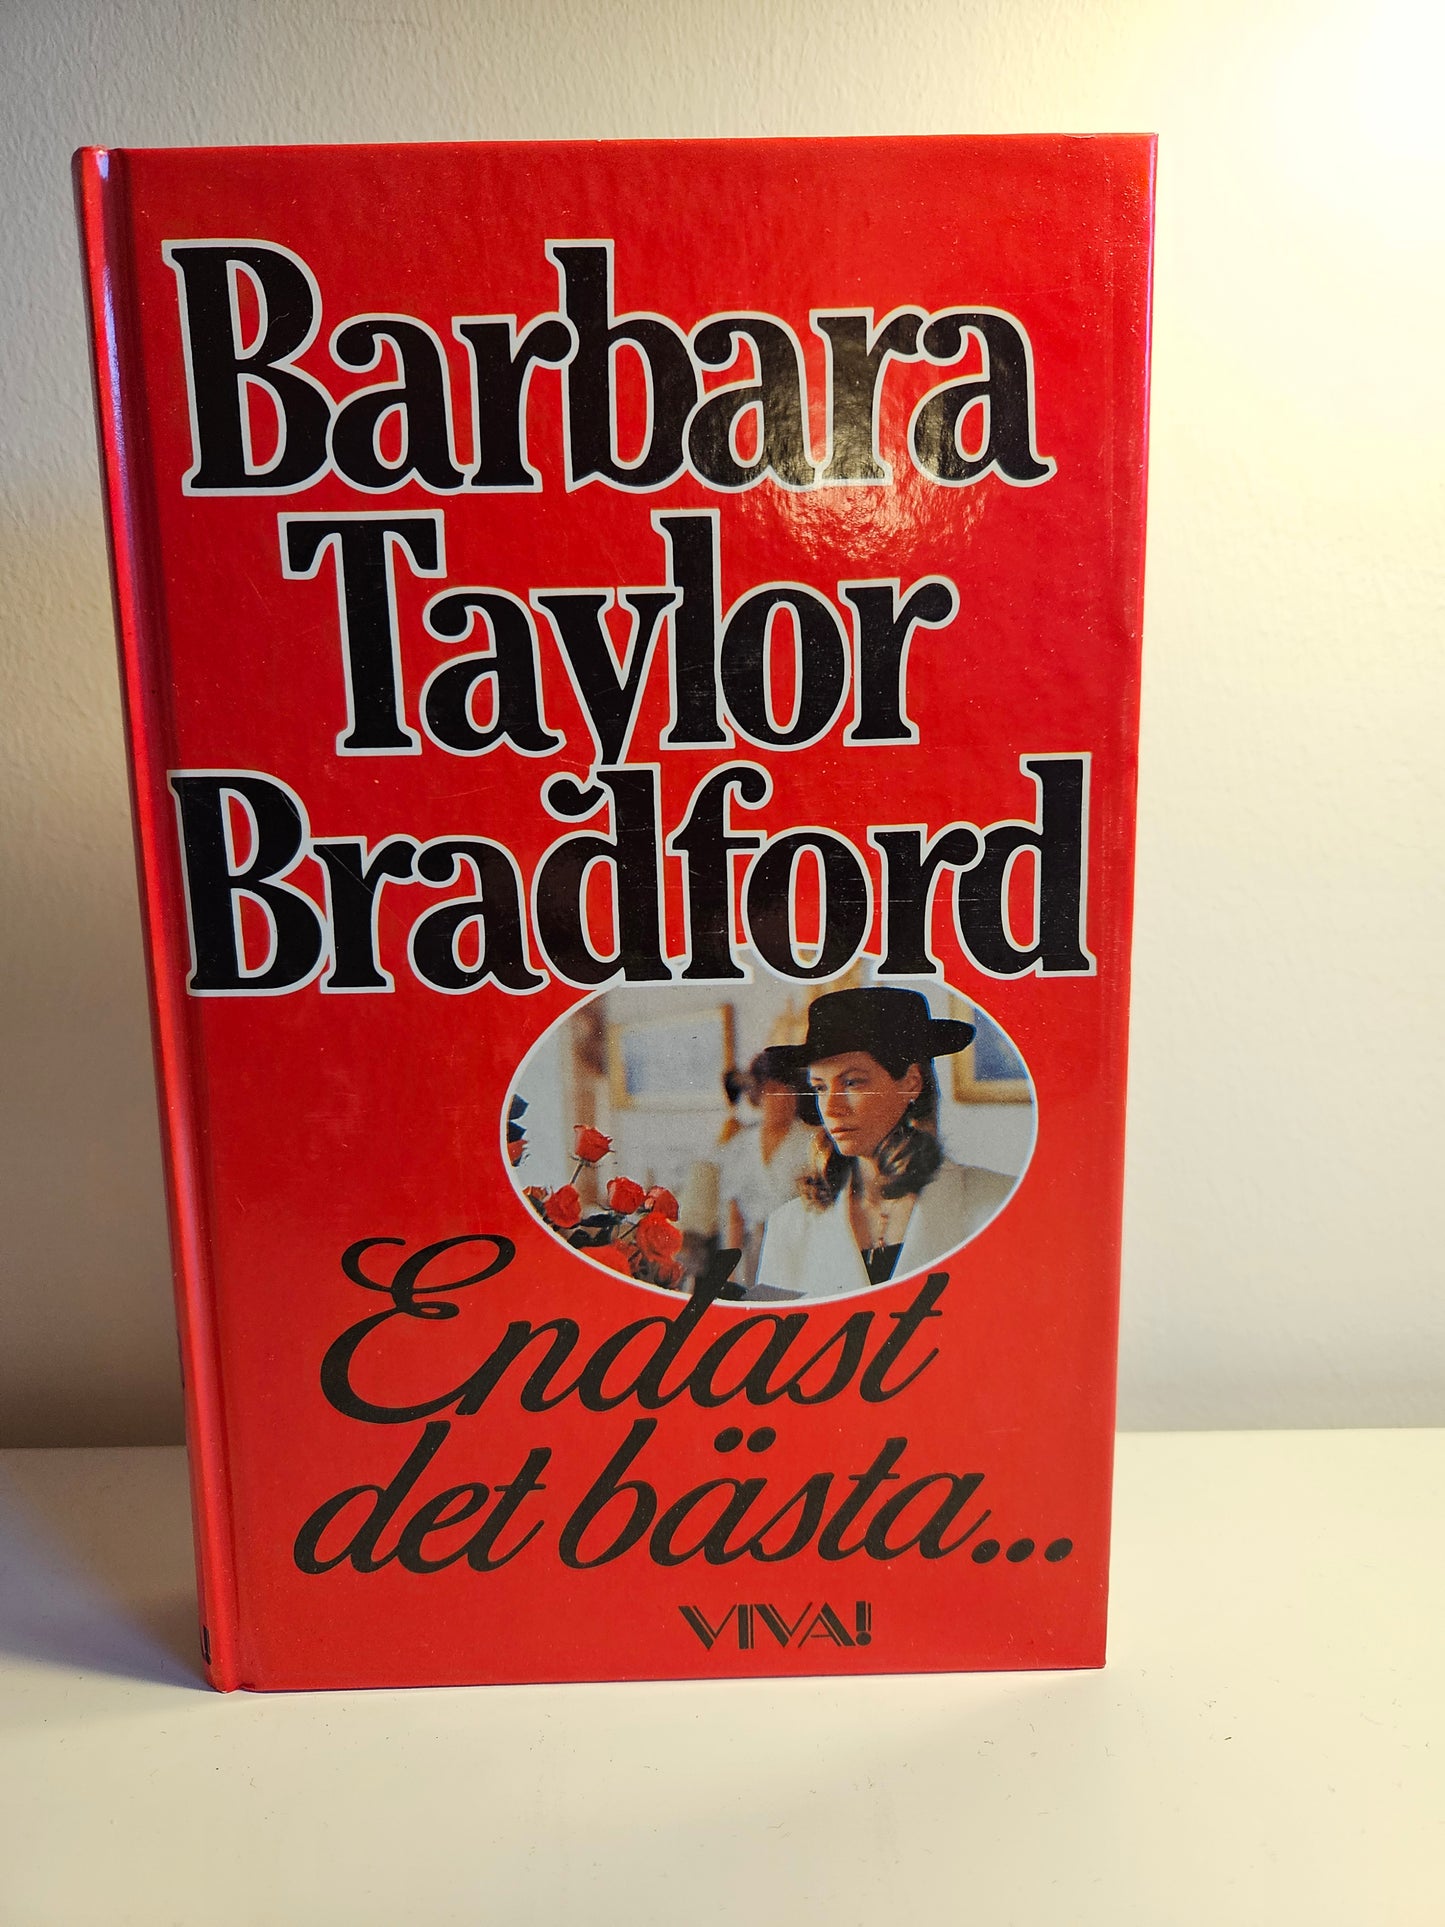 Barbara
Taylor
Bradford
Endast
det bästa...
VIVA!